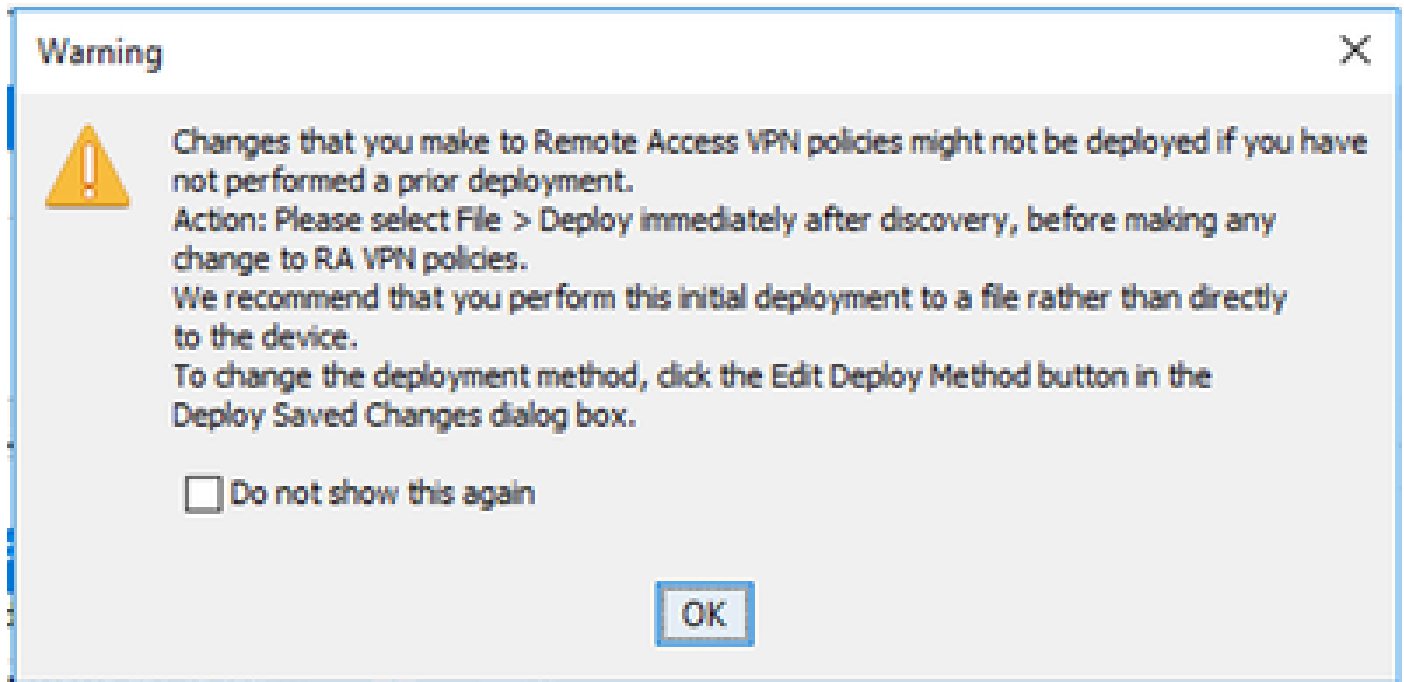 Warning
Changes that you make to Remote Access VPN policies might not be deployed if you have
not performed a prior deployment.
Action: Please select File > Deploy immediately after discovery, before making any
change to RA VPN policies.
We recommend that you perform this initial deployment to a file rather than directly
to the device.
To change the deployment method, click the Edit Deploy Method button in the
Deploy Saved Changes dialog box.
Do not show this again
OK